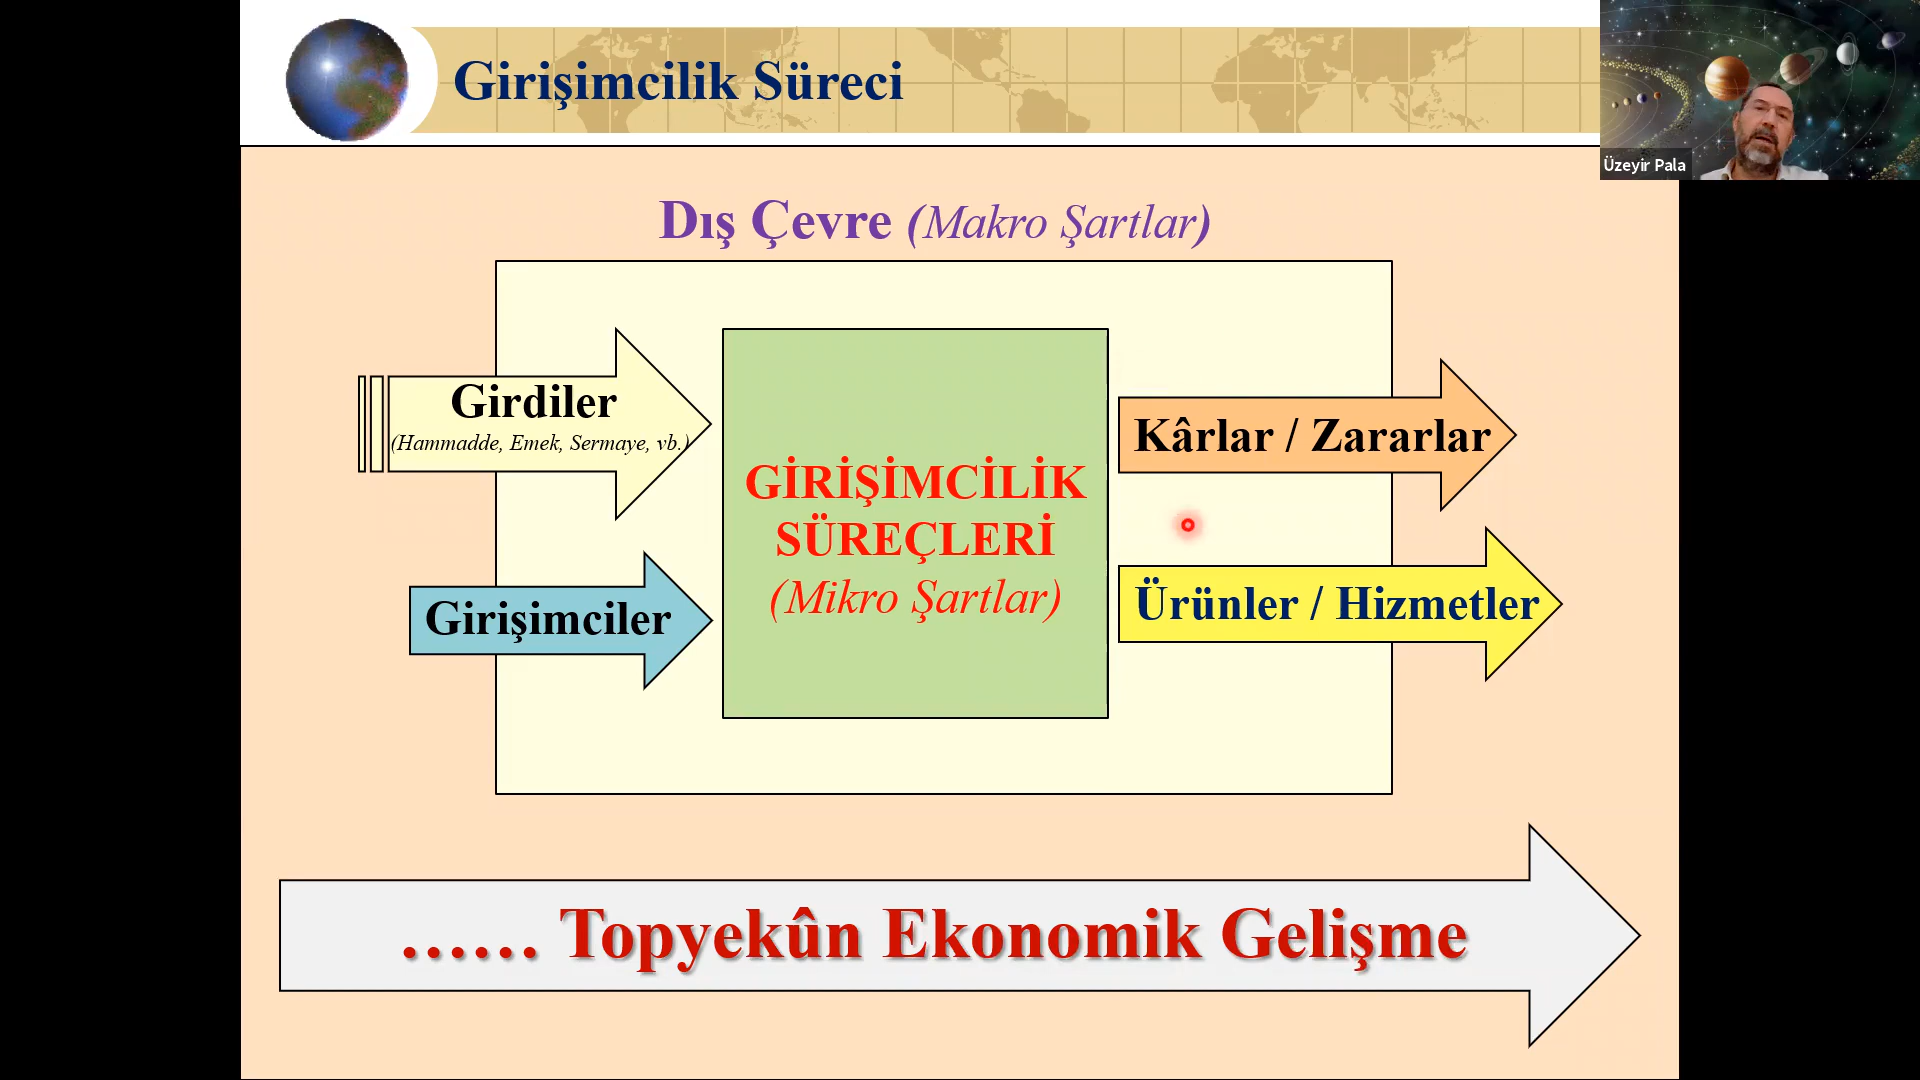 Girişimcilik Süreci
Üzeyir Pala
Dış Çevre (Makro Şartlar)
Girdiler
(Hammadde, Emek, Sermaye, vb.)
Girişimciler
GİRİŞİMCİLİK
SÜREÇLERİ
(Mikro Şartlar)
Kârlar / Zararlar
Ürünler / Hizmetler
…… Topyekûn Ekonomik Gelişme